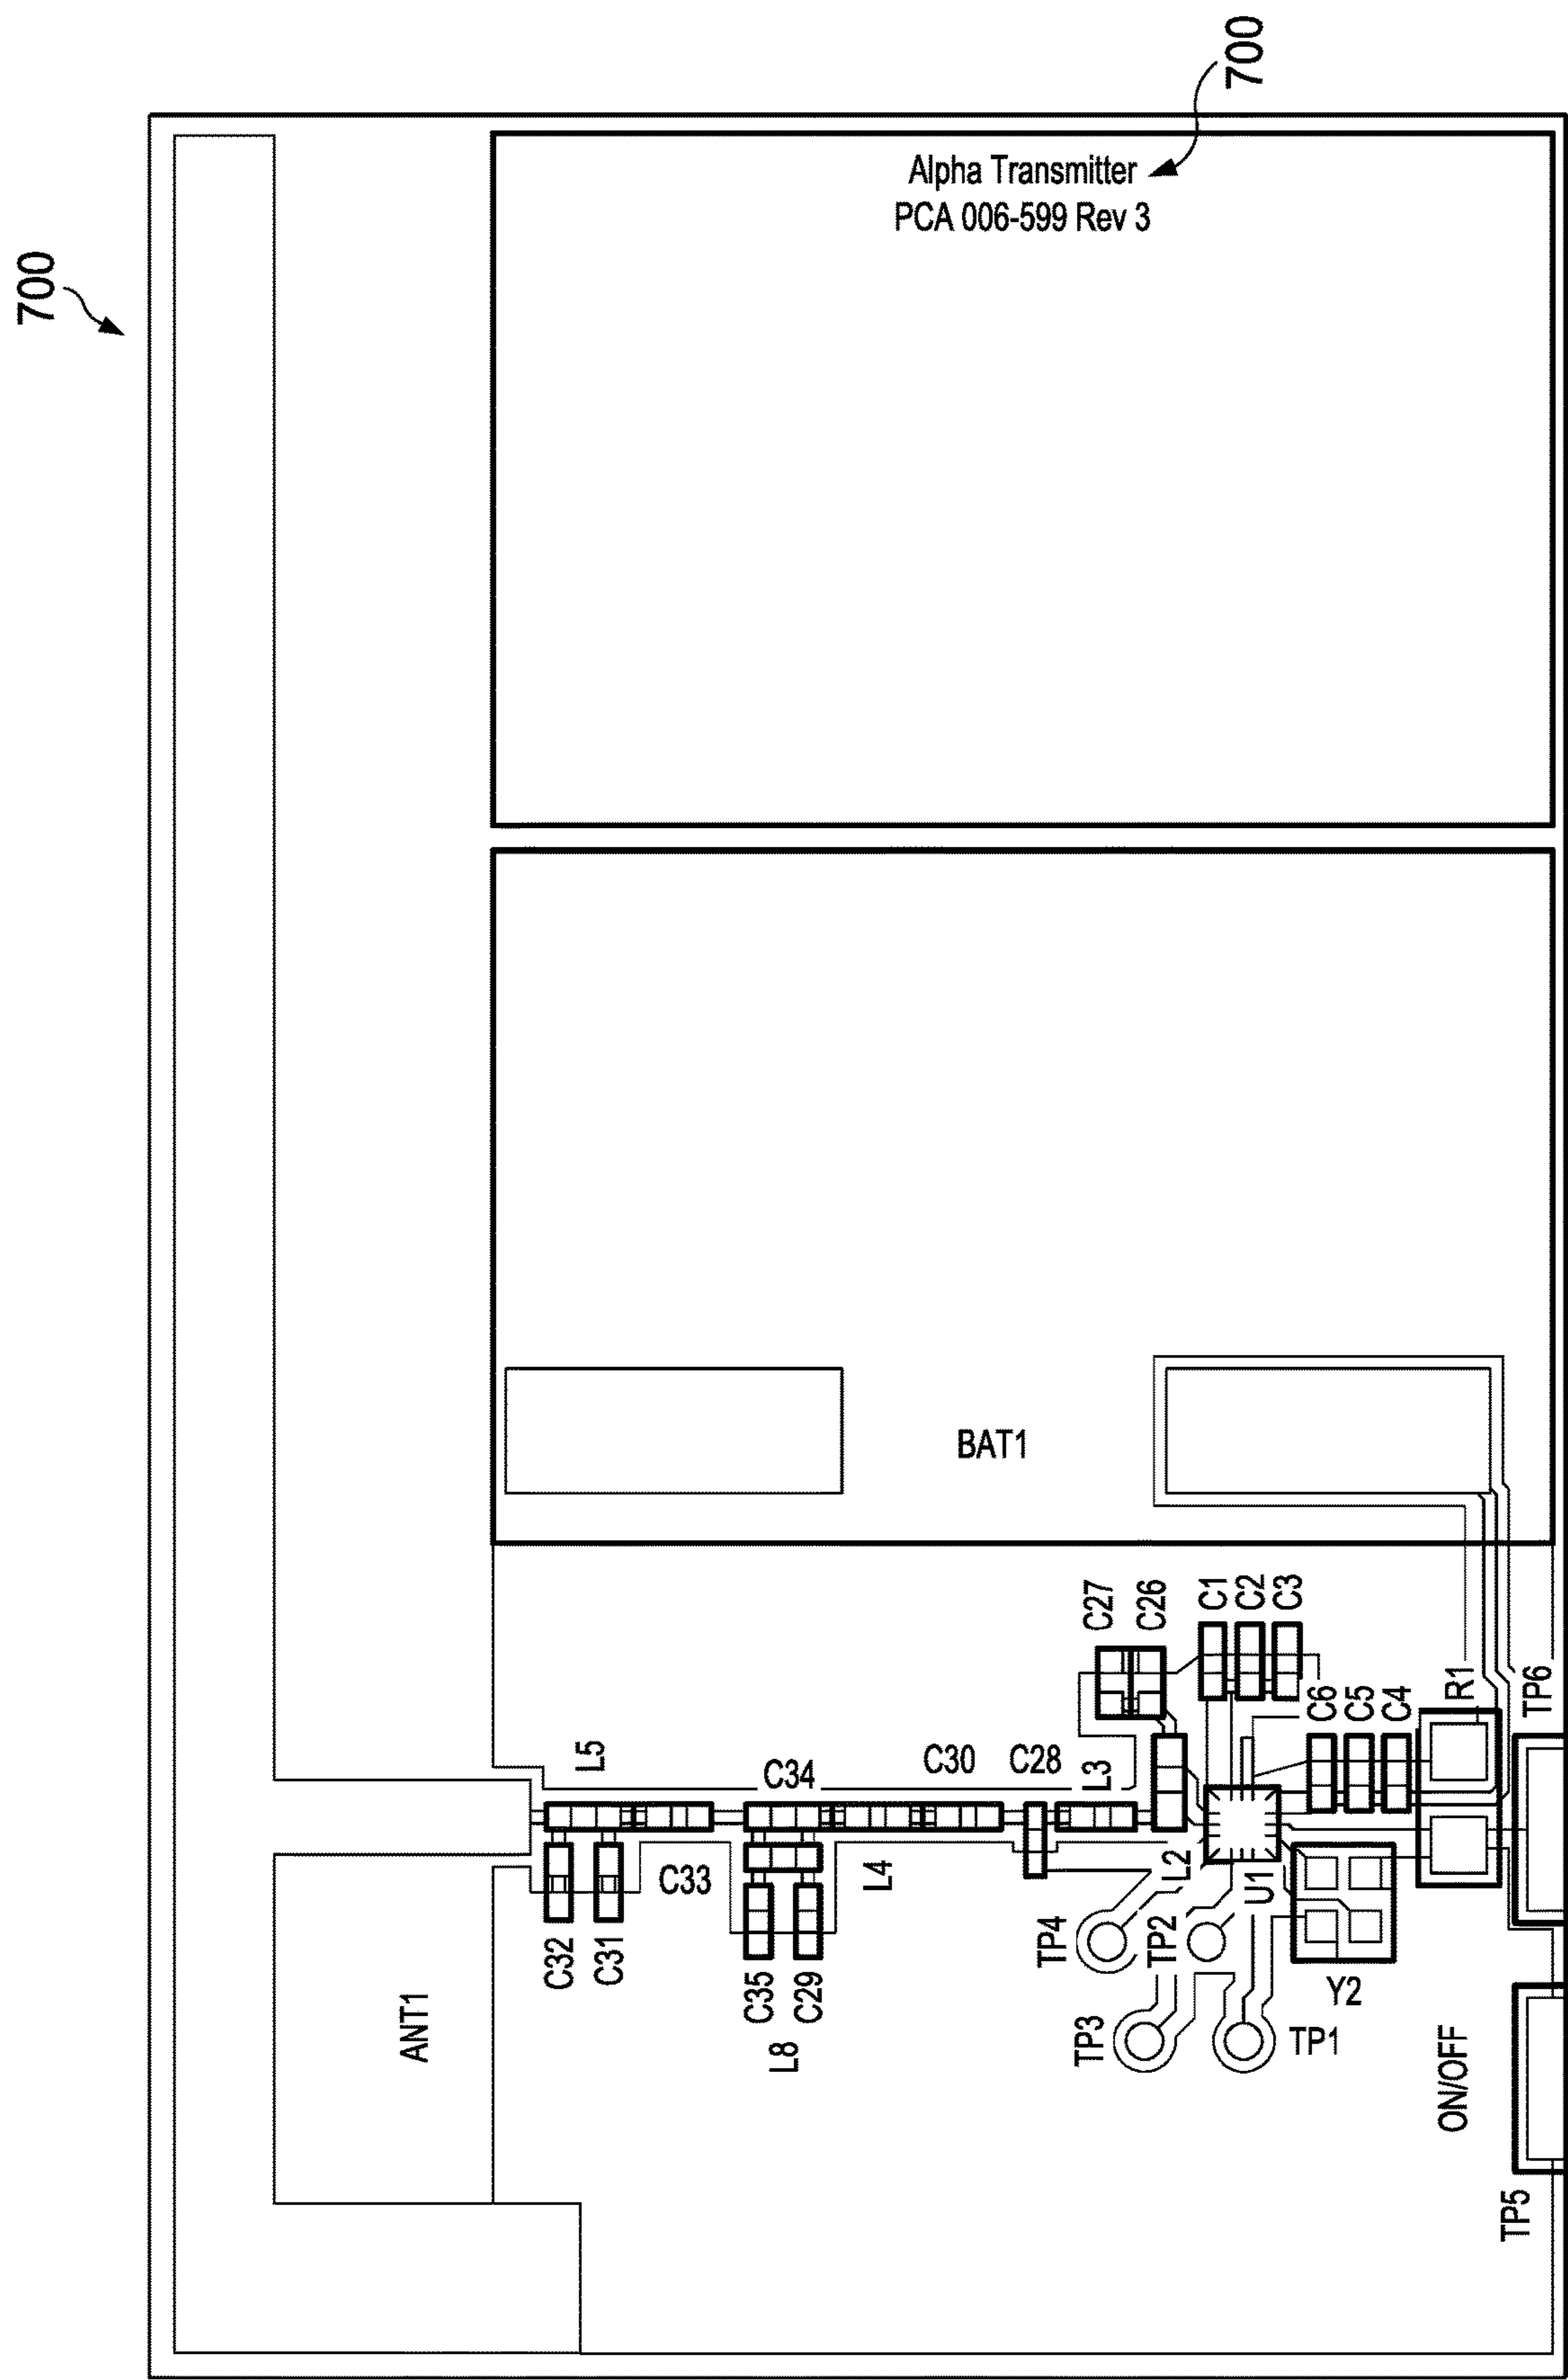 700
700
Alpha Transmitter
PCA 006-599 Rev 3
BAT1
C27
C26
C1
C2
C3
C6
C5
C4
R1
TP6
L5
C34
C30
C28
L3
C33
L4
L2
U1
C32
C31
C35
C29
L8
TP4
TP2
TP3
TP1
Y2
ANT1
ON/OFF
TP5